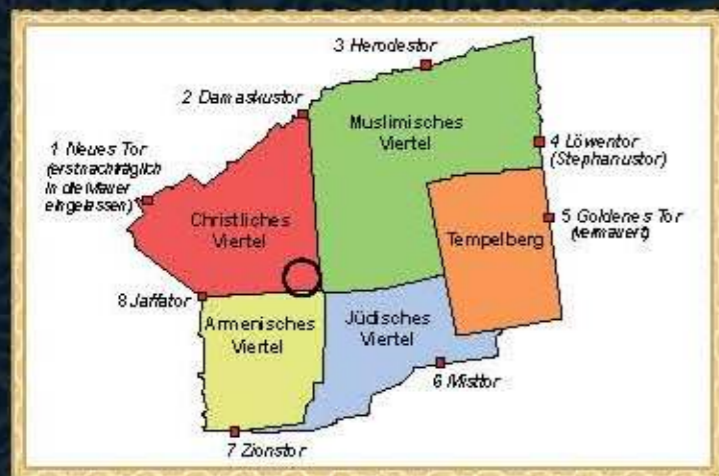 3 Herodestor
2 Damaskustor
Muslimisches
Viertel
1 Neues Tor
(erst nachträglich
in die Mauer
eingelassen)
4 Löwentor
(Stephanustor)
Christliches
Viertel
5 Goldenes Tor
(vermauert)
Tempelberg
8 Jaffator
Armenisches
Viertel
Jüdisches
Viertel
6 Misttor
7 Zionstor